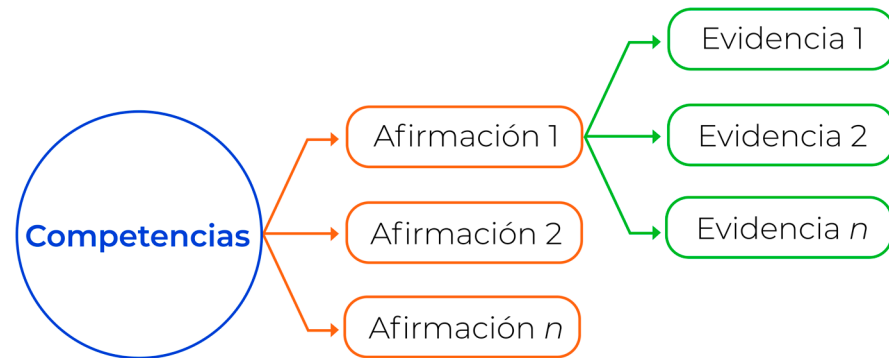 Competencias
Afirmación 1
Afirmación 2
Afirmación n
Evidencia 1
Evidencia 2
Evidencia n